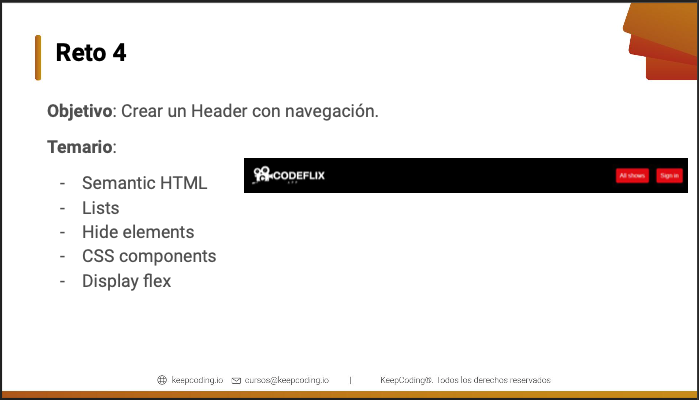 Reto 4
Objetivo: Crear un Header con navegación.
Temario:
- Semantic HTML
- Lists
- Hide elements
- CSS components
- Display flex
CODEFLIX
All shows
Sign in
keepcoding.io
cursos@keepcoding.io
|
KeepCoding®. Todos los derechos reservados